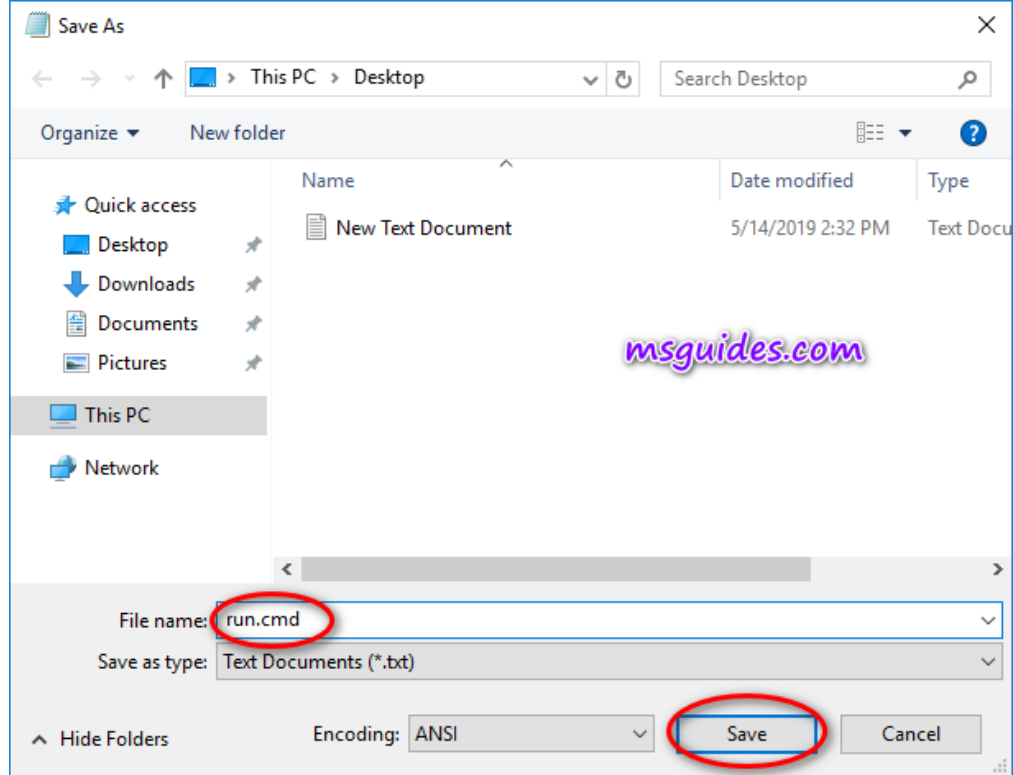 Save As
This PC > Desktop
Search Desktop
Organize
New folder
?
Name
Date modified
Type
Quick access
New Text Document
5/14/2019 2:32 PM
Text Docu
Desktop
Downloads
Documents
msguides.com
Pictures
This PC
Network
File name: run.cmd
Save as type: Text Documents (*.txt)
Hide Folders
Encoding: ANSI
Save
Cancel